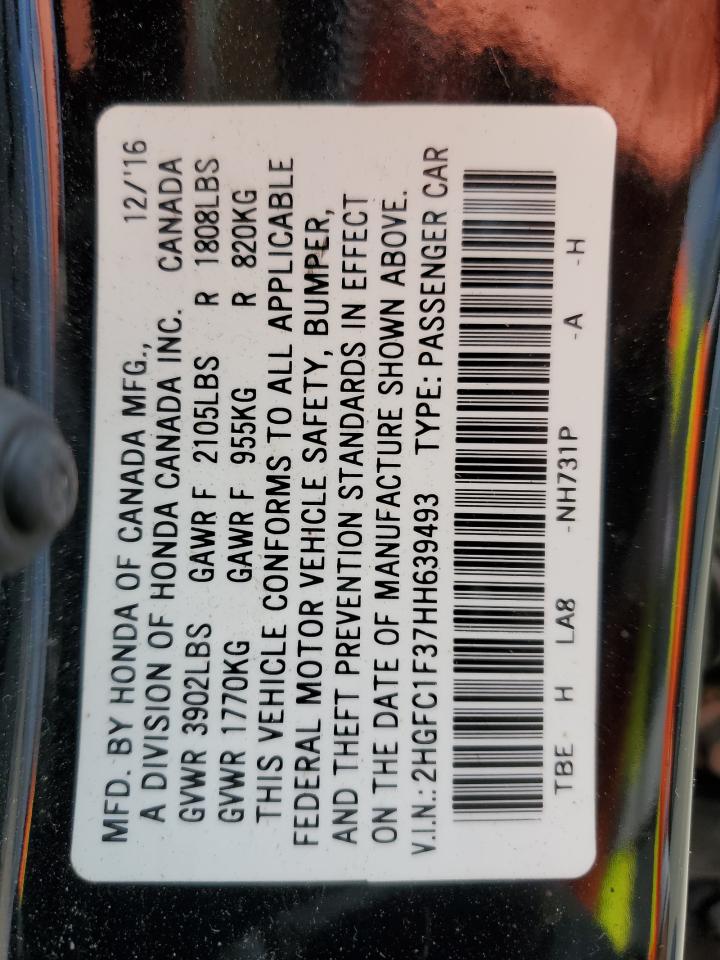 MFD. BY HONDA OF CANADA MFG., 12/'16
A DIVISION OF HONDA CANADA INC. CANADA
GVWR 3902LBS GAWR F 2105LBS R 1808LBS
GVWR 1770KG GAWR F 955KG R 820KG
THIS VEHICLE CONFORMS TO ALL APPLICABLE
FEDERAL MOTOR VEHICLE SAFETY, BUMPER,
AND THEFT PREVENTION STANDARDS IN EFFECT
ON THE DATE OF MANUFACTURE SHOWN ABOVE.
V.I.N.: 2HGFC1F37HH639493 TYPE: PASSENGER CAR
TBE H LA8 -NH731P -A -H